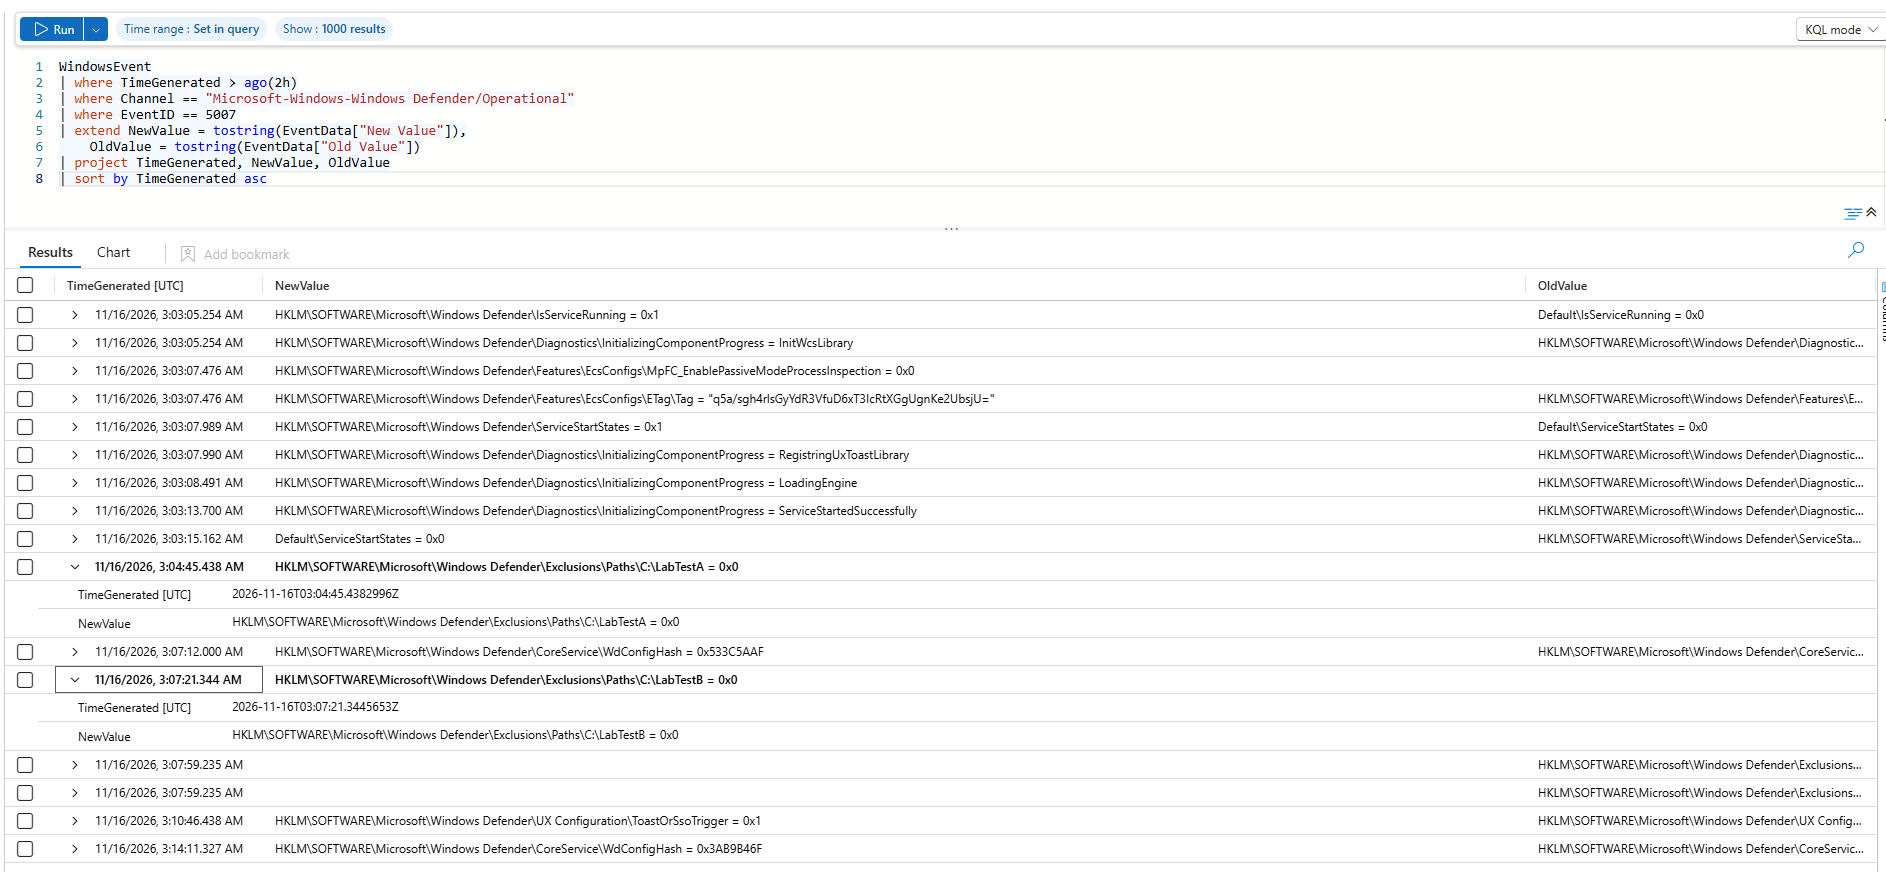 Run Time range : Set in query Show : 1000 results KQL mode
1 WindowsEvent
2 | where TimeGenerated > ago(2h)
3 | where Channel == "Microsoft-Windows-Windows Defender/Operational"
4 | where EventID == 5007
5 | extend NewValue = tostring(EventData["New Value"]),
6 OldValue = tostring(EventData["Old Value"])
7 | project TimeGenerated, NewValue, OldValue
8 | sort by TimeGenerated asc
Results Chart Add bookmark
TimeGenerated [UTC] NewValue OldValue
11/16/2026, 3:03:05.254 AM HKLM\SOFTWARE\Microsoft\Windows Defender\IsServiceRunning = 0x1 Default\IsServiceRunning = 0x0
11/16/2026, 3:03:05.254 AM HKLM\SOFTWARE\Microsoft\Windows Defender\Diagnostics\InitializingComponentProgress = InitWcsLibrary HKLM\SOFTWARE\Microsoft\Windows Defender\Diagnostic...
11/16/2026, 3:03:07.476 AM HKLM\SOFTWARE\Microsoft\Windows Defender\Features\EcsConfigs\MpFC_EnablePassiveModeProcessInspection = 0x0
11/16/2026, 3:03:07.476 AM HKLM\SOFTWARE\Microsoft\Windows Defender\Features\EcsConfigs\ETag\Tag = "q5a/sgh4rlsGyYdR3VfuD6xT3IcRtXGgUgnKe2UbsjU=" HKLM\SOFTWARE\Microsoft\Windows Defender\Features\E...
11/16/2026, 3:03:07.989 AM HKLM\SOFTWARE\Microsoft\Windows Defender\ServiceStartStates = 0x1 Default\ServiceStartStates = 0x0
11/16/2026, 3:03:07.990 AM HKLM\SOFTWARE\Microsoft\Windows Defender\Diagnostics\InitializingComponentProgress = RegistringUxToastLibrary HKLM\SOFTWARE\Microsoft\Windows Defender\Diagnostic...
11/16/2026, 3:03:08.491 AM HKLM\SOFTWARE\Microsoft\Windows Defender\Diagnostics\InitializingComponentProgress = LoadingEngine HKLM\SOFTWARE\Microsoft\Windows Defender\Diagnostic...
11/16/2026, 3:03:13.700 AM HKLM\SOFTWARE\Microsoft\Windows Defender\Diagnostics\InitializingComponentProgress = ServiceStartedSuccessfully HKLM\SOFTWARE\Microsoft\Windows Defender\Diagnostic...
11/16/2026, 3:03:15.162 AM Default\ServiceStartStates = 0x0 HKLM\SOFTWARE\Microsoft\Windows Defender\ServiceSta...
11/16/2026, 3:04:45.438 AM HKLM\SOFTWARE\Microsoft\Windows Defender\Exclusions\Paths\C:\LabTestA = 0x0
TimeGenerated [UTC] 2026-11-16T03:04:45.4382996Z
NewValue HKLM\SOFTWARE\Microsoft\Windows Defender\Exclusions\Paths\C:\LabTestA = 0x0
11/16/2026, 3:07:12.000 AM HKLM\SOFTWARE\Microsoft\Windows Defender\CoreService\WdConfigHash = 0x533C5AAF HKLM\SOFTWARE\Microsoft\Windows Defender\CoreServic...
11/16/2026, 3:07:21.344 AM HKLM\SOFTWARE\Microsoft\Windows Defender\Exclusions\Paths\C:\LabTestB = 0x0
TimeGenerated [UTC] 2026-11-16T03:07:21.3445653Z
NewValue HKLM\SOFTWARE\Microsoft\Windows Defender\Exclusions\Paths\C:\LabTestB = 0x0
11/16/2026, 3:07:59.235 AM HKLM\SOFTWARE\Microsoft\Windows Defender\Exclusions...
11/16/2026, 3:07:59.235 AM HKLM\SOFTWARE\Microsoft\Windows Defender\Exclusions...
11/16/2026, 3:10:46.438 AM HKLM\SOFTWARE\Microsoft\Windows Defender\UX Configuration\ToastOrSsoTrigger = 0x1 HKLM\SOFTWARE\Microsoft\Windows Defender\UX Config...
11/16/2026, 3:14:11.327 AM HKLM\SOFTWARE\Microsoft\Windows Defender\CoreService\WdConfigHash = 0x3AB9B46F HKLM\SOFTWARE\Microsoft\Windows Defender\CoreServic...